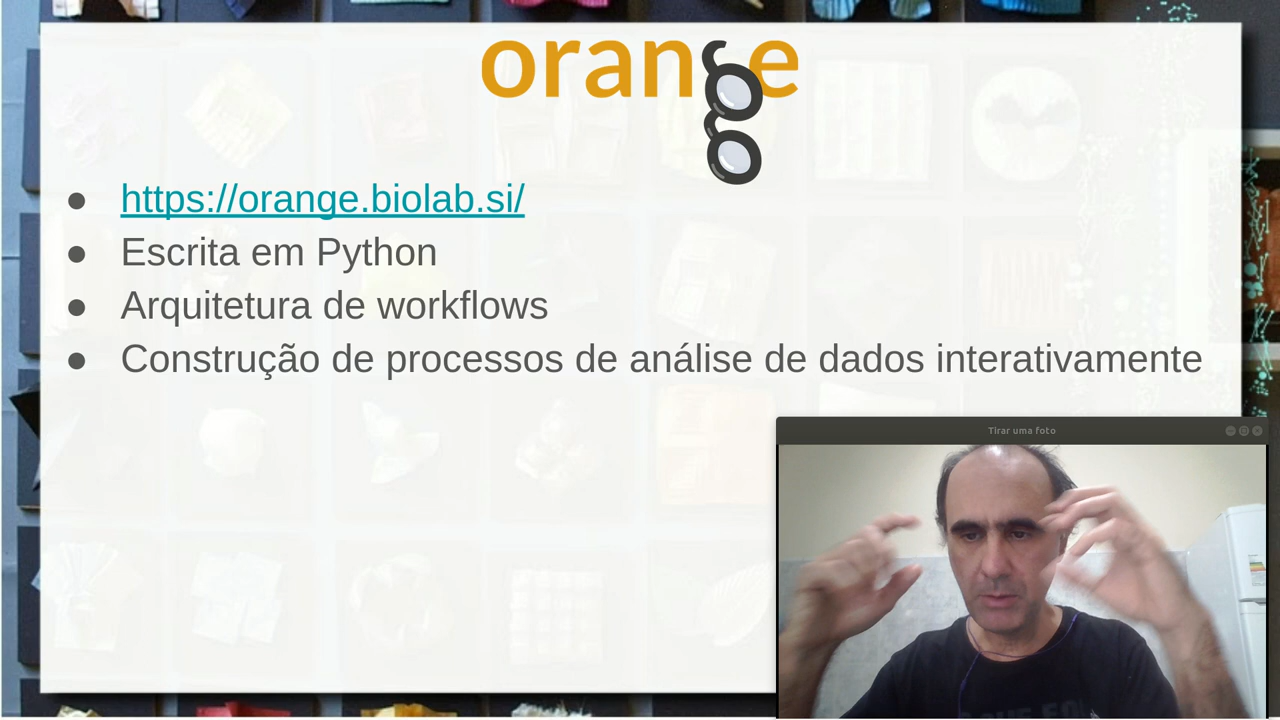 orange
https://orange.biolab.si/
Escrita em Python
Arquitetura de workflows
Construção de processos de análise de dados interativamente
Tirar uma foto